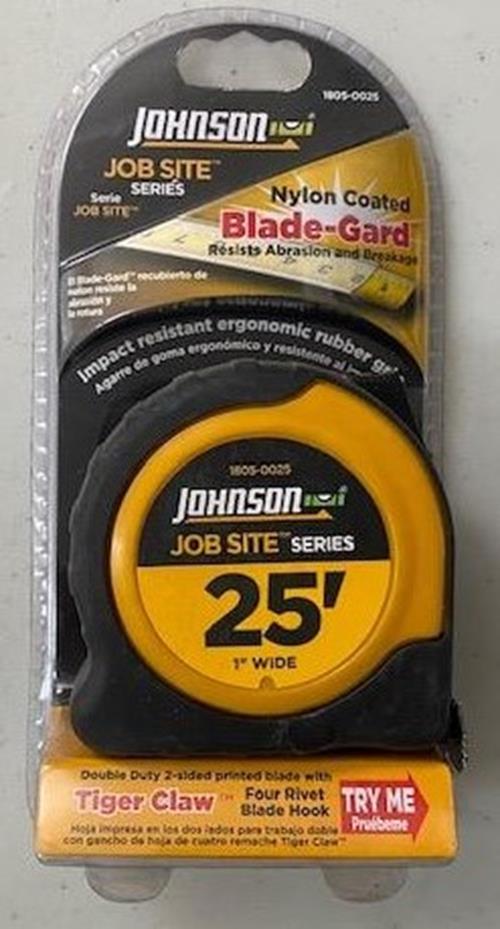 1805-0025
JOHNSON
JOB SITE™
SERIES
Serie
JOB SITE™
Nylon Coated
Blade-Gard
Resists Abrasion and Breakage
El Blade-Gard™ recubierto de
nailon resiste la
abrasión y
la rotura
Impact resistant ergonomic rubber
Agarre de goma ergonómico y resistente al
1805-0025
JOHNSON
JOB SITE™ SERIES
25'
1" WIDE
Double Duty 2-sided printed blade with
Tiger Claw™ Four Rivet
Blade Hook
TRY ME
Pruébeme
Hoja impresa en los dos lados para trabajo doble
con gancho de hoja de cuatro remache Tiger Claw™